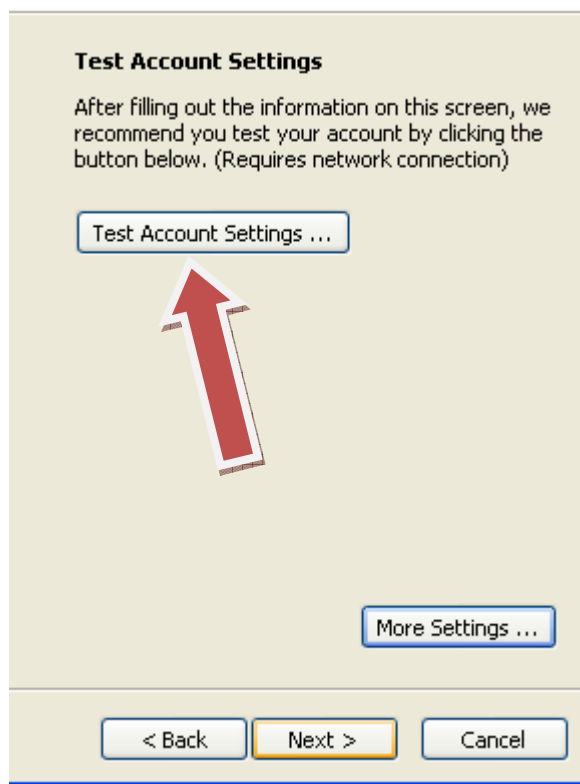 Test Account Settings
After filling out the information on this screen, we
recommend you test your account by clicking the
button below. (Requires network connection)
Test Account Settings ...
More Settings ...
< Back Next > Cancel